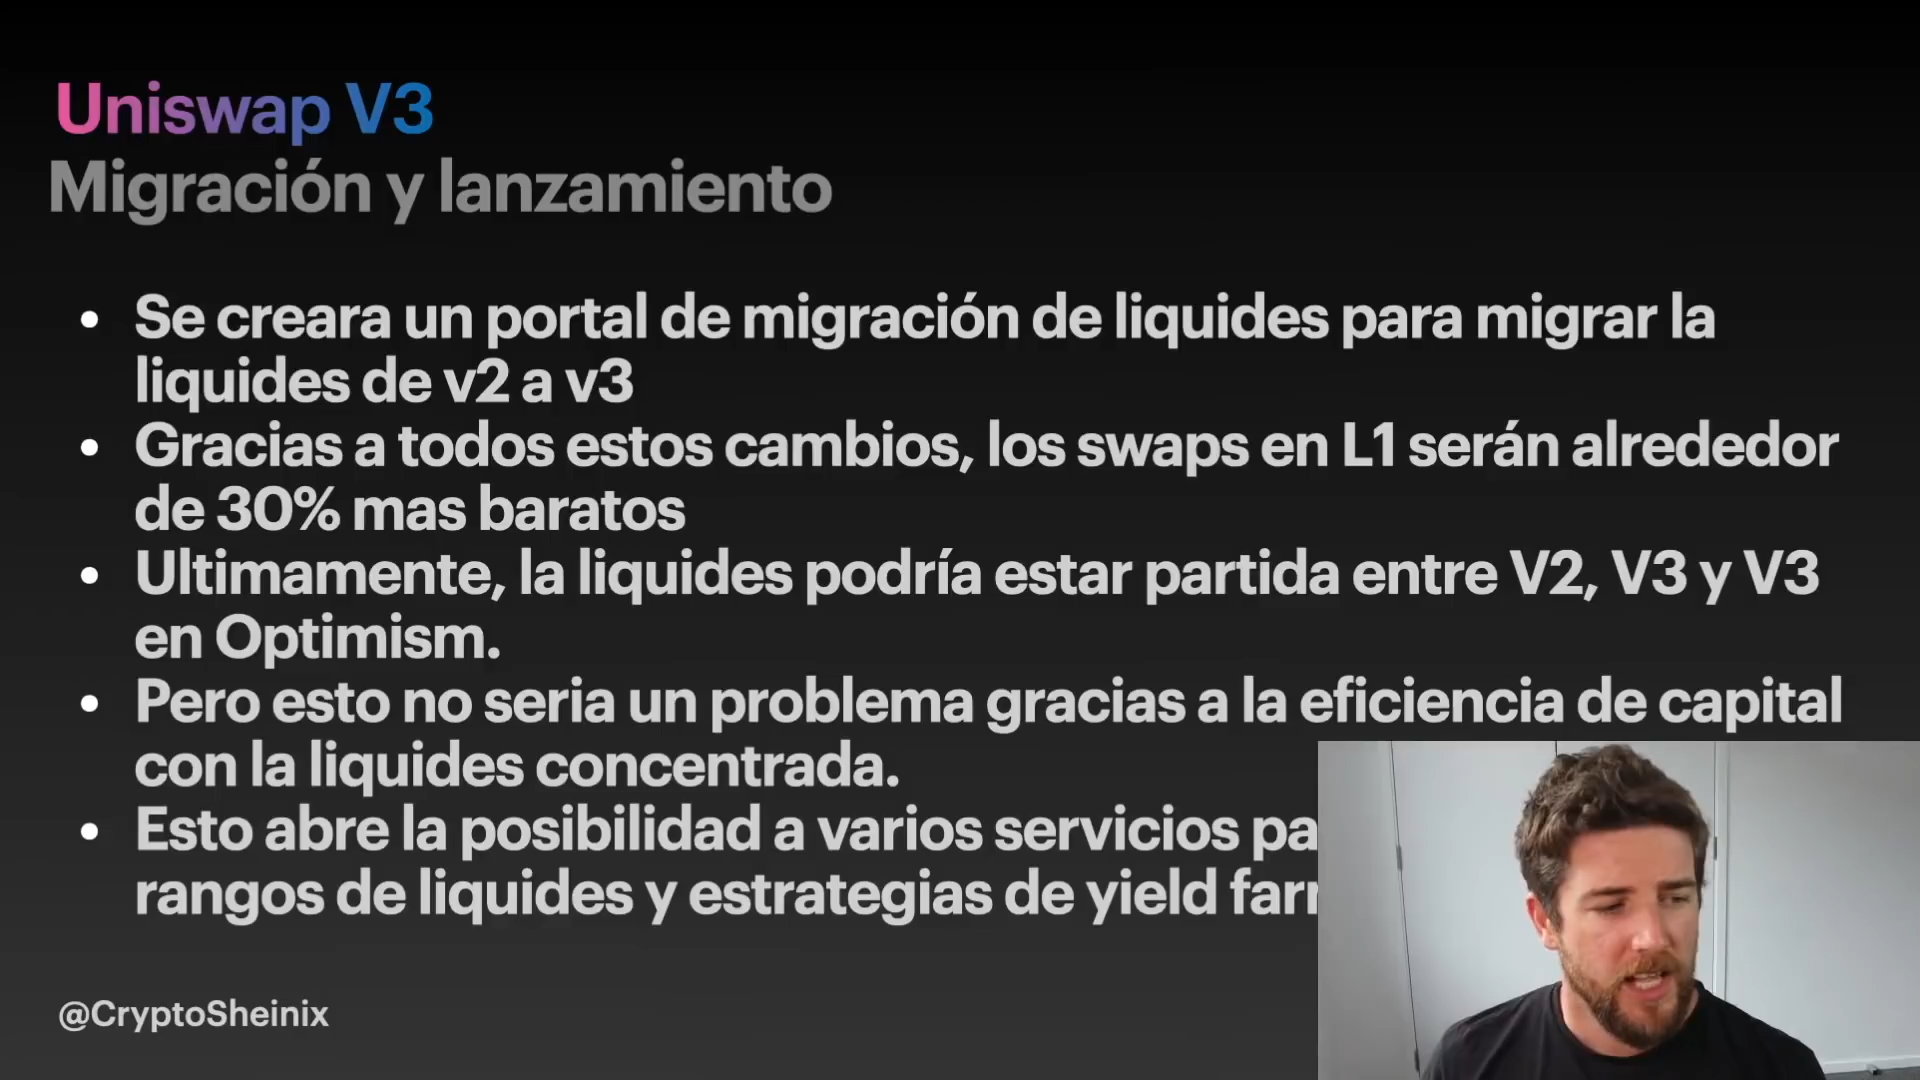 Uniswap V3
Migración y lanzamiento
• Se creara un portal de migración de liquides para migrar la
liquides de v2 a v3
• Gracias a todos estos cambios, los swaps en L1 serán alrededor
de 30% mas baratos
• Ultimamente, la liquides podría estar partida entre V2, V3 y V3
en Optimism.
• Pero esto no seria un problema gracias a la eficiencia de capital
con la liquides concentrada.
• Esto abre la posibilidad a varios servicios
rangos de liquides y estrategias de yield
@CryptoSheinix